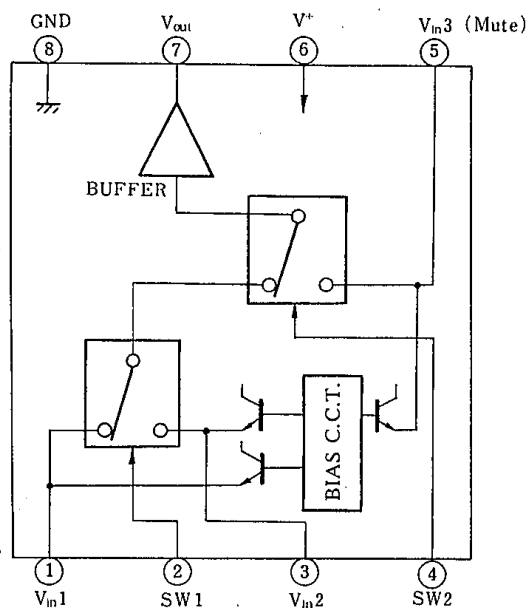 GND
Vout
V+
Vin3 (Mute)
8
7
6
5
BUFFER
BIAS C.C.T.
1
2
3
4
Vin1
SW1
Vin2
SW2